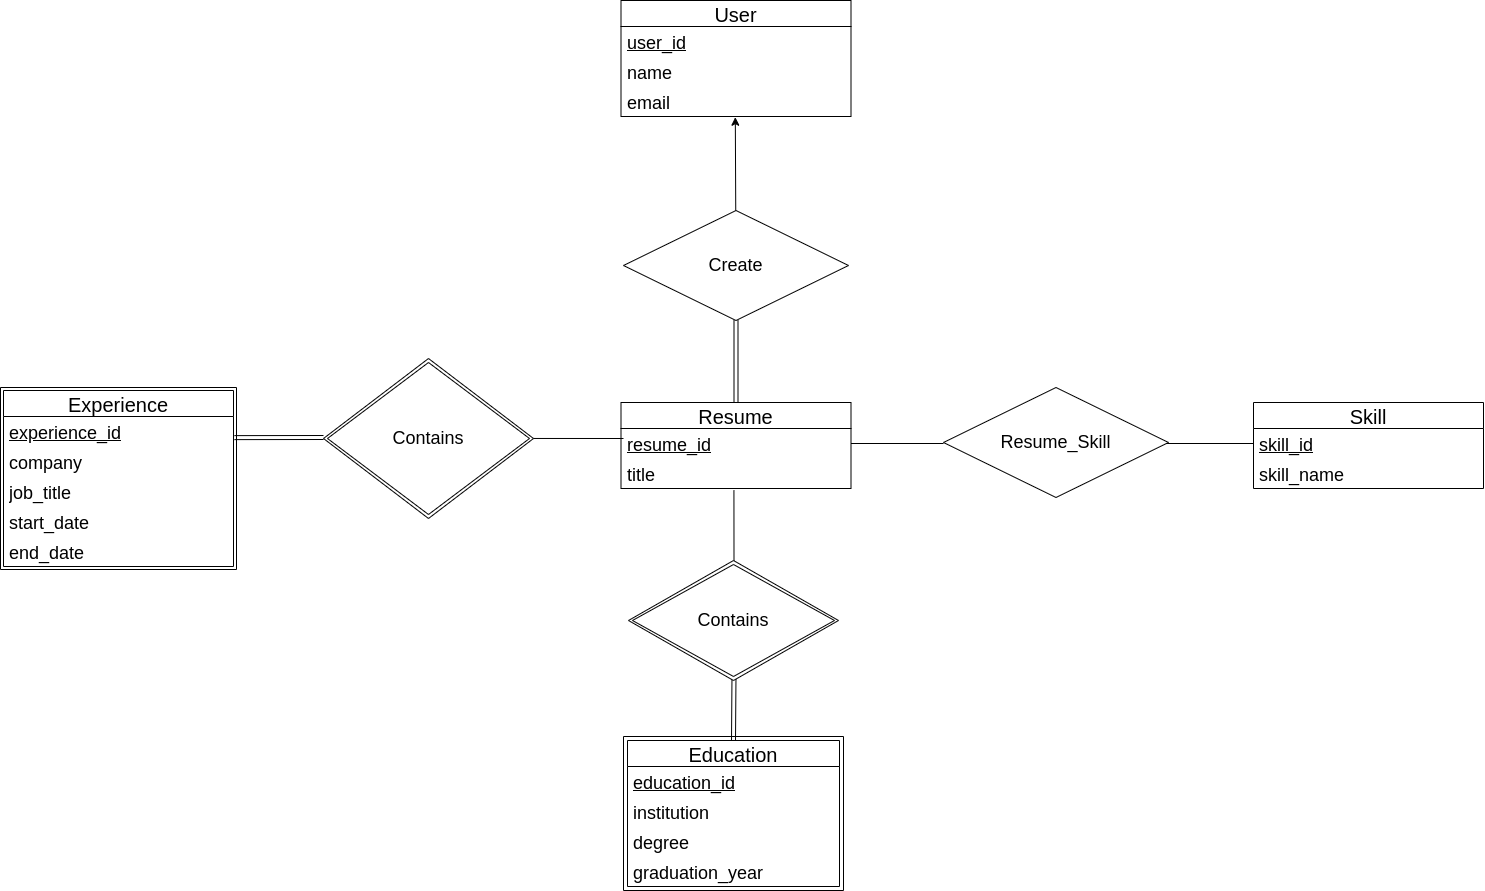 User
user_id
name
email
Create
Experience
experience_id
company
job_title
start_date
end_date
Contains
Resume
resume_id
title
Resume_Skill
Skill
skill_id
skill_name
Contains
Education
education_id
institution
degree
graduation_year